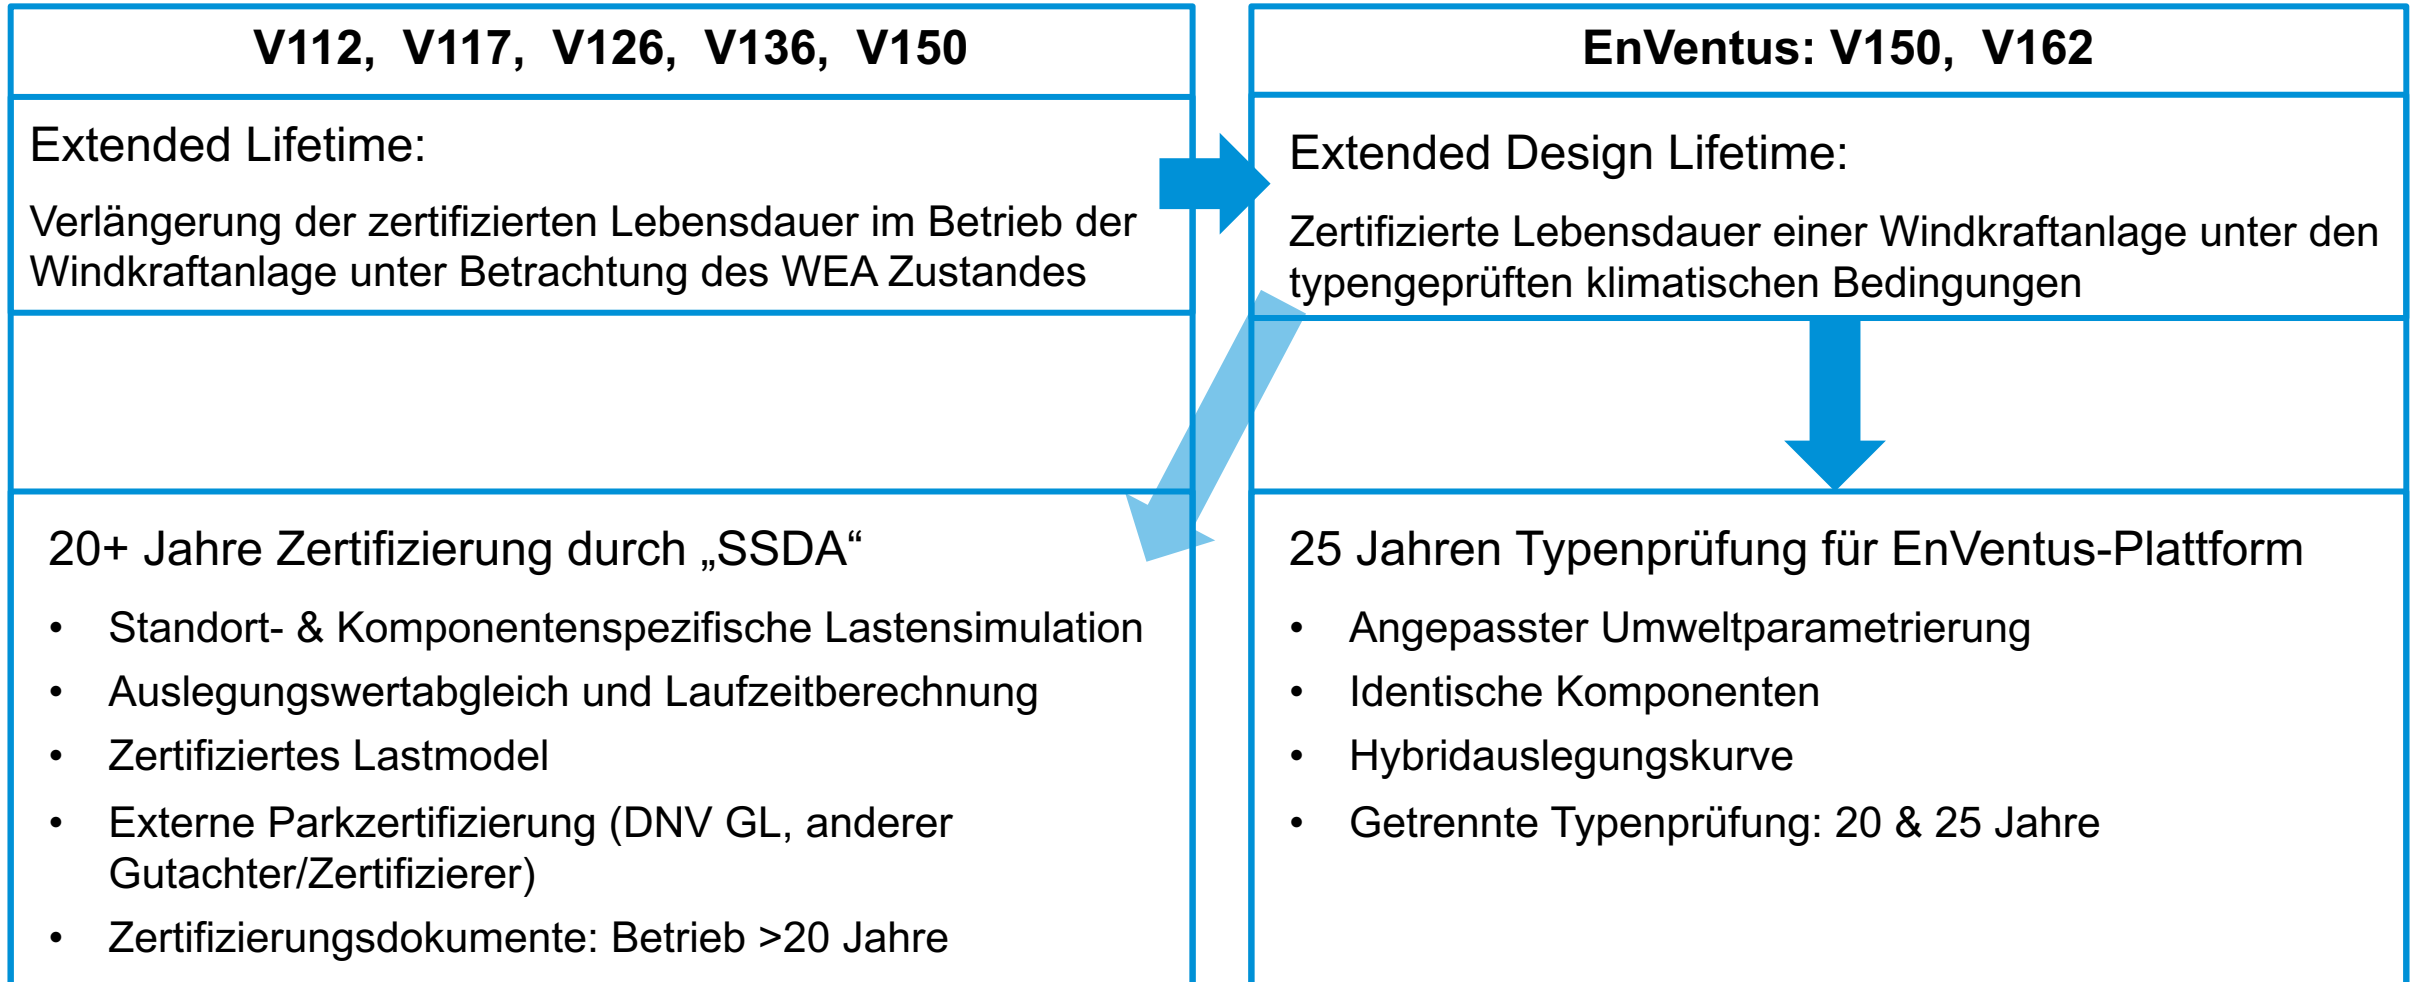 V112, V117, V126, V136, V150
Extended Lifetime:
Verlängerung der zertifizierten Lebensdauer im Betrieb der
Windkraftanlage unter Betrachtung des WEA Zustandes
20+ Jahre Zertifizierung durch „SSDA“
• Standort- & Komponentenspezifische Lastensimulation
• Auslegungswertabgleich und Laufzeitberechnung
• Zertifiziertes Lastmodel
• Externe Parkzertifizierung (DNV GL, anderer
Gutachter/Zertifizierer)
• Zertifizierungsdokumente: Betrieb >20 Jahre
EnVentus: V150, V162
Extended Design Lifetime:
Zertifizierte Lebensdauer einer Windkraftanlage unter den
typengeprüften klimatischen Bedingungen
25 Jahren Typenprüfung für EnVentus-Plattform
• Angepasster Umweltparametrierung
• Identische Komponenten
• Hybridauslegungskurve
• Getrennte Typenprüfung: 20 & 25 Jahre